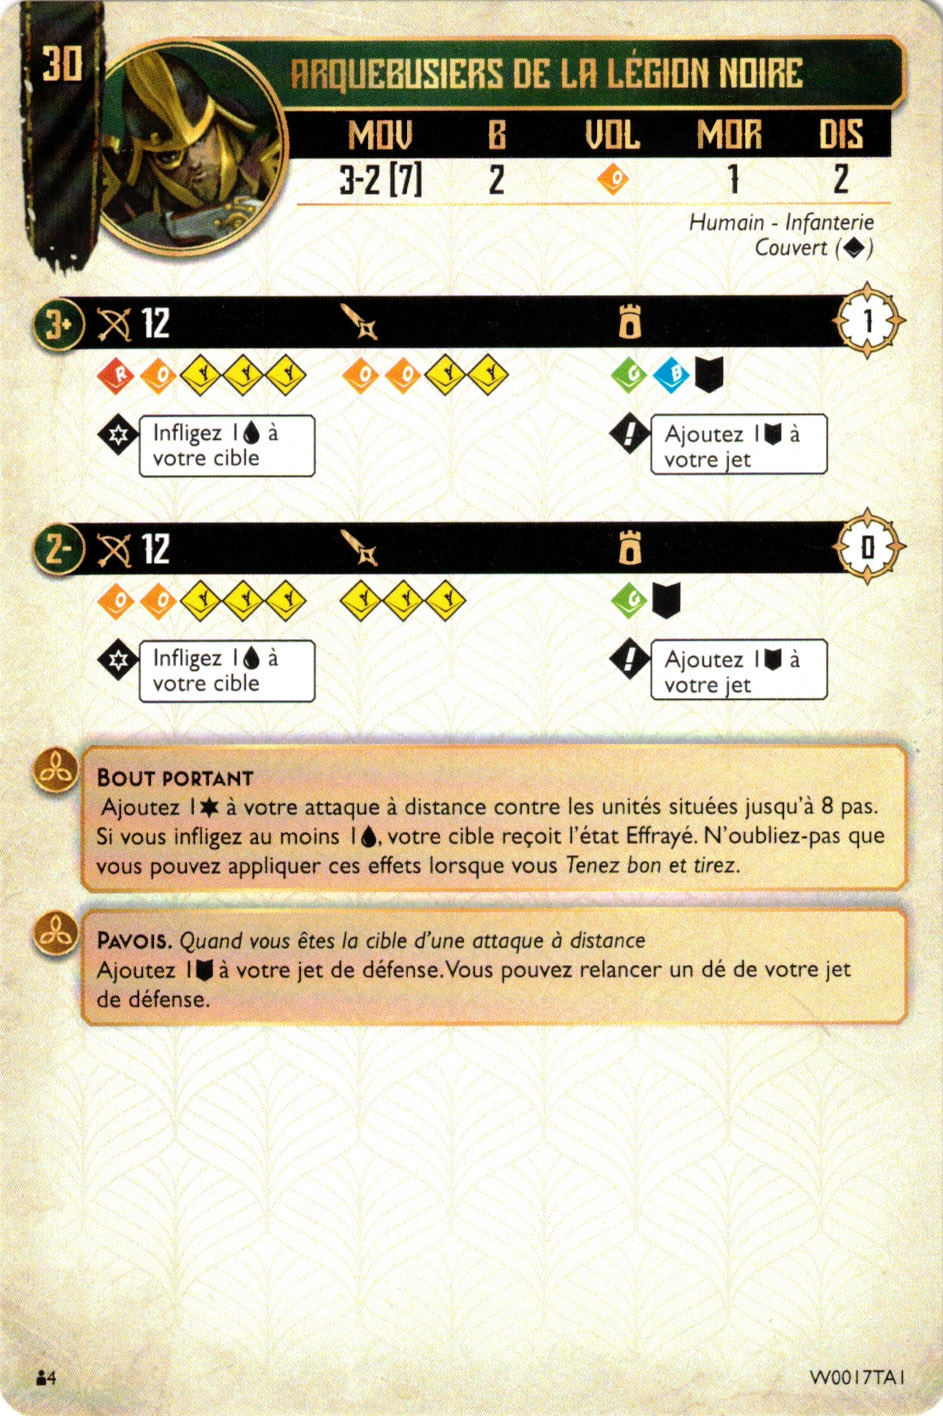 30
ARQUEBUSIERS DE LA LÉGION NOIRE
MOV B VOL MOR DIS
3-2 [7] 2 O 1 2
Humain - Infanterie
Couvert (◆)
3+ 12 1
R O Y Y Y O O Y Y G B
Infligez 1 à
votre cible
! Ajoutez 1 à
votre jet
2- 12 0
O O Y Y Y Y Y Y G
Infligez 1 à
votre cible
! Ajoutez 1 à
votre jet
BOUT PORTANT
Ajoutez 1 à votre attaque à distance contre les unités situées jusqu'à 8 pas.
Si vous infligez au moins 1, votre cible reçoit l'état Effrayé. N'oubliez-pas que
vous pouvez appliquer ces effets lorsque vous Tenez bon et tirez.
PAVOIS. Quand vous êtes la cible d'une attaque à distance
Ajoutez 1 à votre jet de défense. Vous pouvez relancer un dé de votre jet
de défense.
4
W0017TA1